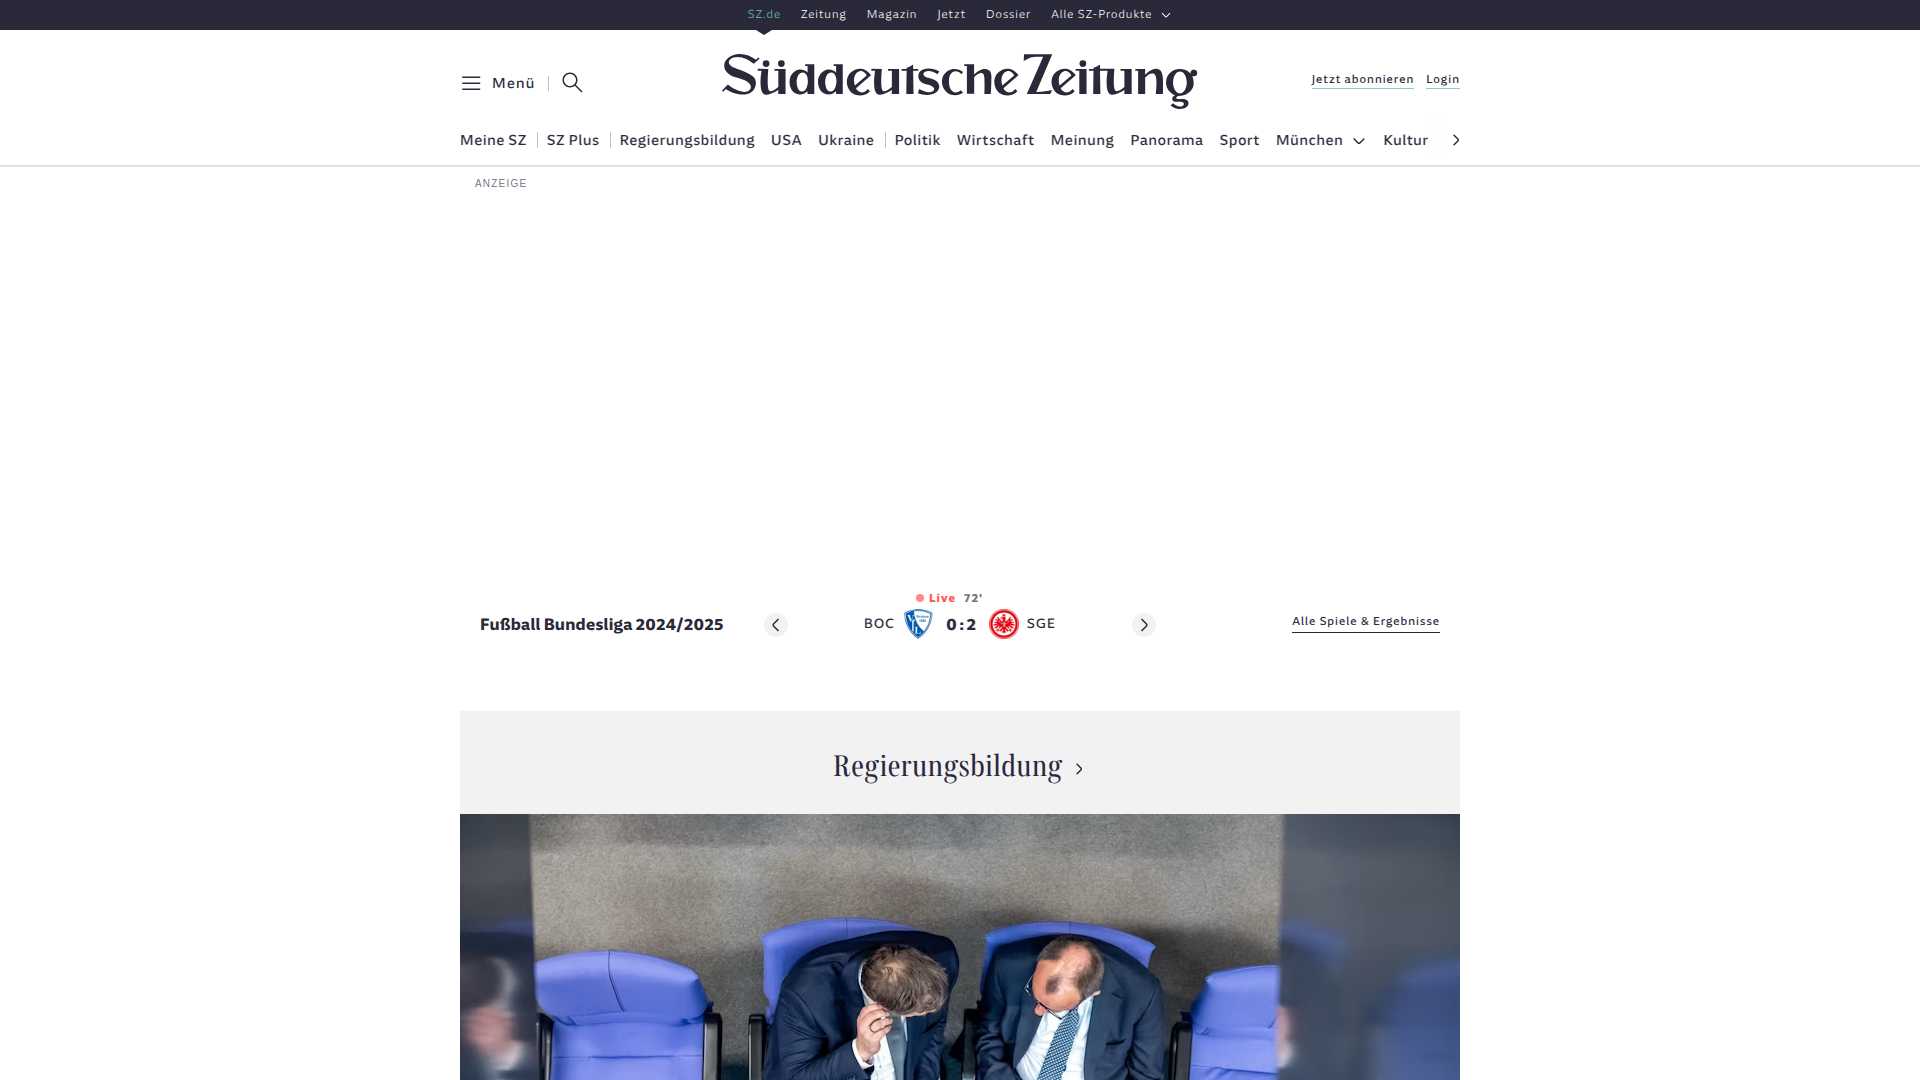 SZ.de Zeitung Magazin Jetzt Dossier Alle SZ-Produkte
Menü
Süddeutsche Zeitung
Jetzt abonnieren Login
Meine SZ SZ Plus Regierungsbildung USA Ukraine Politik Wirtschaft Meinung Panorama Sport München Kultur
ANZEIGE
Live 72'
Fußball Bundesliga 2024/2025
BOC 0:2 SGE
Alle Spiele & Ergebnisse
Regierungsbildung